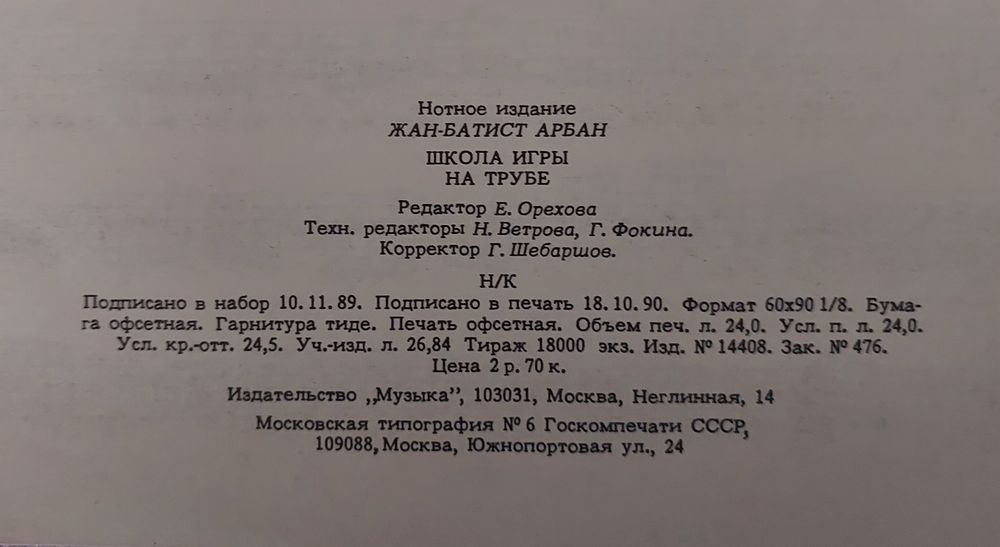 Нотное издание
ЖАН-БАТИСТ АРБАН
ШКОЛА ИГРЫ
НА ТРУБЕ
Редактор Е. Орехова
Техн. редакторы Н. Ветрова, Г. Фокина.
Корректор Г. Шебаршов.
Н/К
Подписано в набор 10.11.89. Подписано в печать 18.10.90. Формат 60х90 1/8. Бума-
га офсетная. Гарнитура тиде. Печать офсетная. Объем печ. л. 24,0. Усл. п. л. 24,0.
Усл. кр.-отт. 24,5. Уч.-изд. л. 26,84 Тираж 18000 экз. Изд. № 14408. Зак. № 476.
Цена 2 р. 70 к.
Издательство „Музыка”, 103031, Москва, Неглинная, 14
Московская типография № 6 Госкомпечати СССР,
109088, Москва, Южнопортовая ул., 24